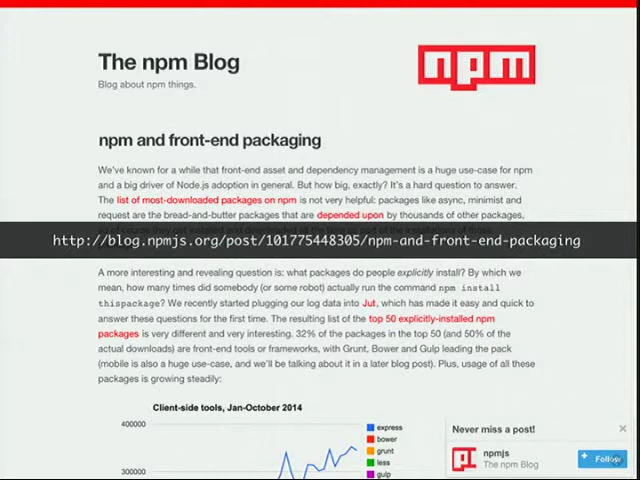 The npm Blog
Blog about npm things.
npm
npm and front-end packaging
We've known for a while that front-end asset and dependency management is a huge use-case for npm
and a big driver of Node.js adoption in general. But how big, exactly? It's a hard question to answer.
The list of most-downloaded packages on npm is not very helpful: packages like async, minimist and
request are the bread-and-butter packages that are depended upon by thousands of other packages,
http://blog.npmjs.org/post/101775448305/npm-and-front-end-packaging
A more interesting and revealing question is: what packages do people explicitly install? By which we
mean, how many times did somebody (or some robot) actually run the command npm install
thispackage? We recently started plugging our log data into Jut, which has made it easy and quick to
answer these questions for the first time. The resulting list of the top 50 explicitly-installed npm
packages is very different and very interesting. 32% of the packages in the top 50 (and 50% of the
actual downloads) are front-end tools or frameworks, with Grunt, Bower and Gulp leading the pack
(mobile is also a huge use-case, and we'll be talking about it in a later blog post). Plus, usage of all these
packages is growing steadily:
Client-side tools, Jan-October 2014
400000
300000
express
bower
grunt
less
gulp
Never miss a post!
npmjs
The npm Blog
Follow